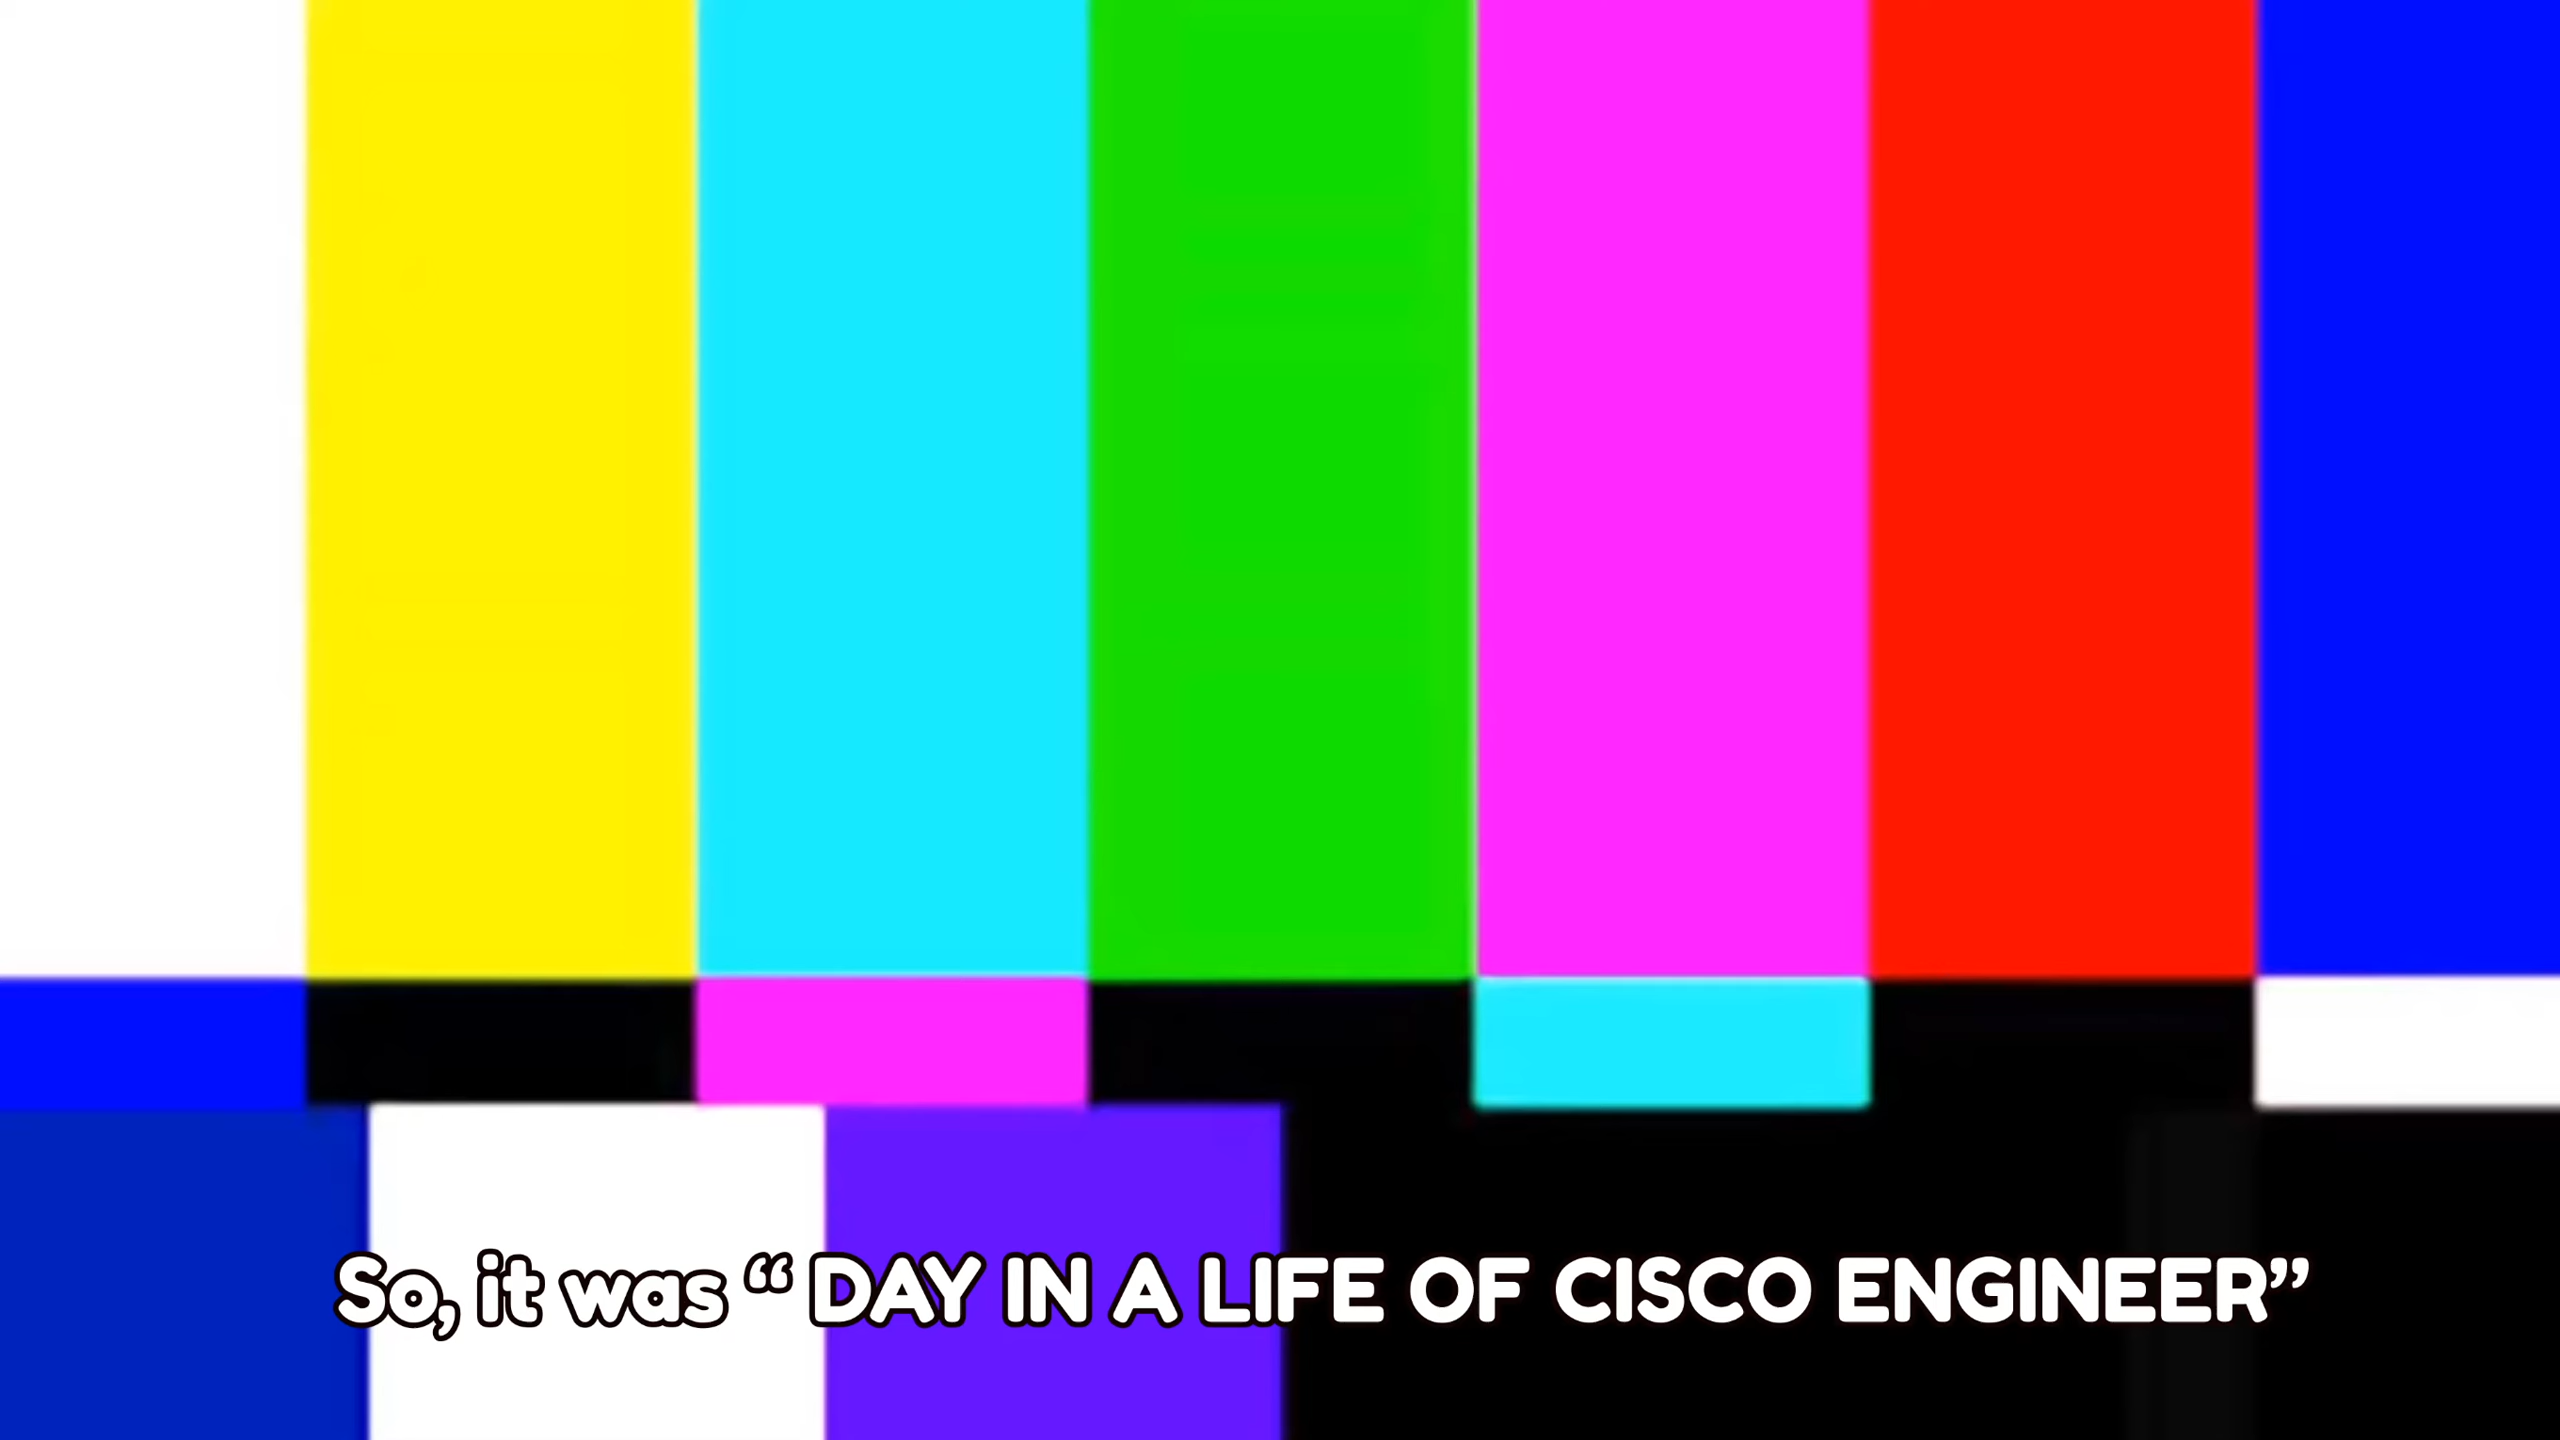 So, it was “ DAY IN A LIFE OF CISCO ENGINEER”